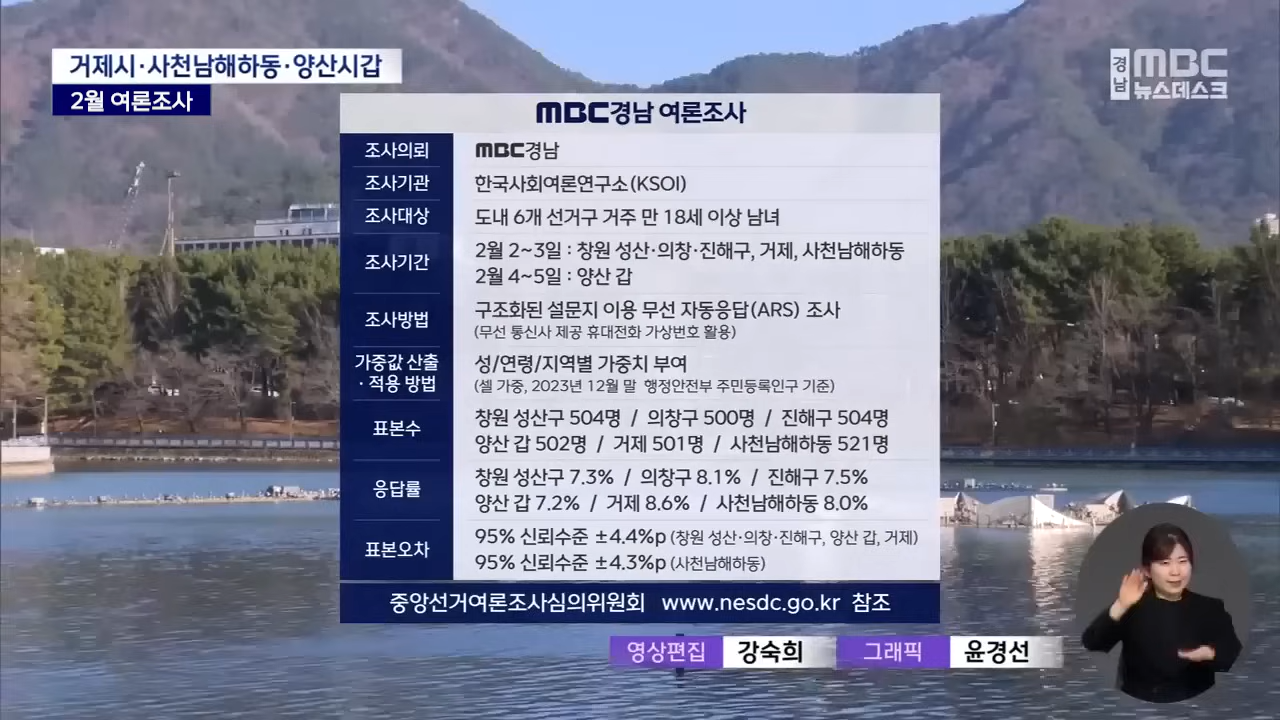 거제시·사천남해하동·양산시갑
2월 여론조사
경남 MBC 뉴스데스크
MBC경남 여론조사
조사의뢰 MBC경남
조사기관 한국사회여론연구소(KSOI)
조사대상 도내 6개 선거구 거주 만 18세 이상 남녀
조사기간 2월 2~3일 : 창원 성산·의창·진해구, 거제, 사천남해하동
2월 4~5일 : 양산 갑
조사방법 구조화된 설문지 이용 무선 자동응답(ARS) 조사
(무선 통신사 제공 휴대전화 가상번호 활용)
가중값 산출 · 적용 방법 성/연령/지역별 가중치 부여
(셀 가중, 2023년 12월 말 행정안전부 주민등록인구 기준)
표본수 창원 성산구 504명 / 의창구 500명 / 진해구 504명
양산 갑 502명 / 거제 501명 / 사천남해하동 521명
응답률 창원 성산구 7.3% / 의창구 8.1% / 진해구 7.5%
양산 갑 7.2% / 거제 8.6% / 사천남해하동 8.0%
표본오차 95% 신뢰수준 ±4.4%p (창원 성산·의창·진해구, 양산 갑, 거제)
95% 신뢰수준 ±4.3%p (사천남해하동)
중앙선거여론조사심의위원회 www.nesdc.go.kr 참조
영상편집 강숙희 그래픽 윤경선